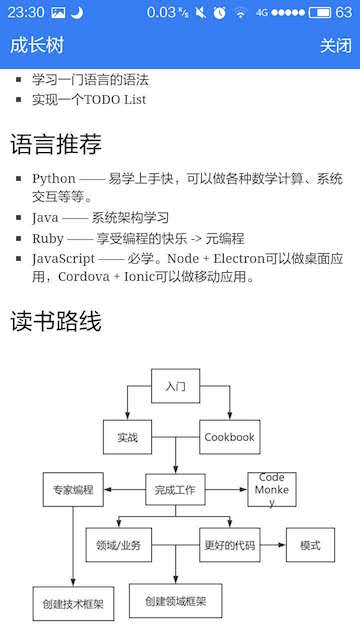 23:30 0.03 K/s 4G 63
成长树 关闭
学习一门语言的语法
实现一个TODO List
语言推荐
Python —— 易学上手快，可以做各种数学计算、系统
交互等等。
Java —— 系统架构学习
Ruby —— 享受编程的快乐 -> 元编程
JavaScript —— 必学。Node + Electron可以做桌面应
用，Cordova + Ionic可以做移动应用。
读书路线
入门
实战 Cookbook
专家编程 完成工作 Code
Monke
y
领域/业务 更好的代码 模式
创建技术框架 创建领域框架